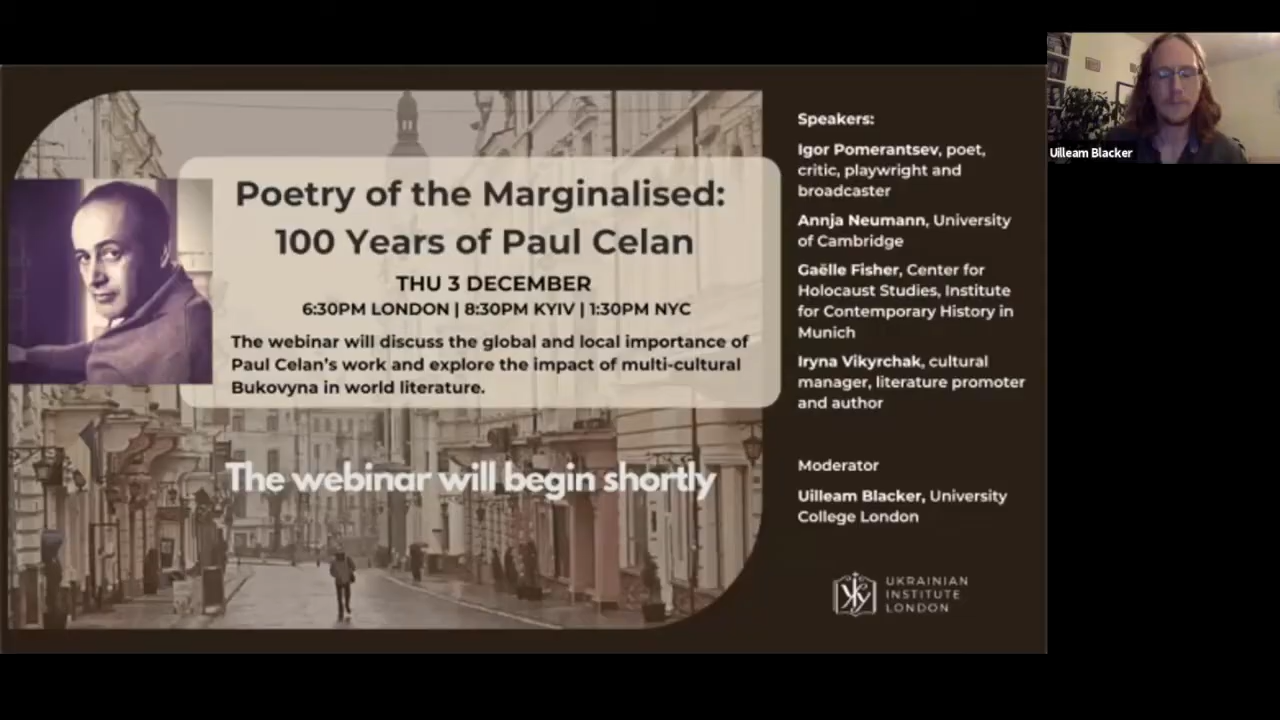 Poetry of the Marginalised:
100 Years of Paul Celan
THU 3 DECEMBER
6:30PM LONDON | 8:30PM KYIV | 1:30PM NYC
The webinar will discuss the global and local importance of
Paul Celan's work and explore the impact of multi-cultural
Bukovyna in world literature.
The webinar will begin shortly
Speakers:
Igor Pomerantsev, poet,
critic, playwright and
broadcaster
Annja Neumann, University
of Cambridge
Gaëlle Fisher, Center for
Holocaust Studies, Institute
for Contemporary History in
Munich
Iryna Vikyrchak, cultural
manager, literature promoter
and author
Moderator
Uilleam Blacker, University
College London
UKRAINIAN
INSTITUTE
LONDON
Uilleam Blacker